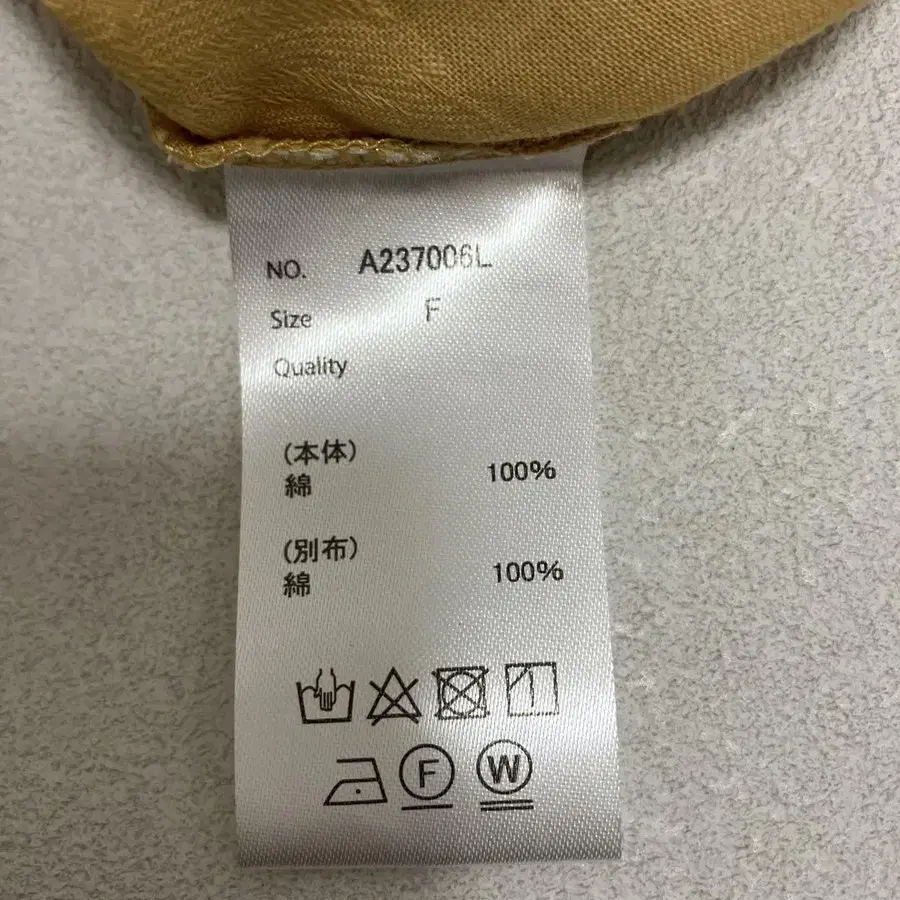 NO. A237006L
Size F
Quality
(本体)
綿 100%
(別布)
綿 100%
F W